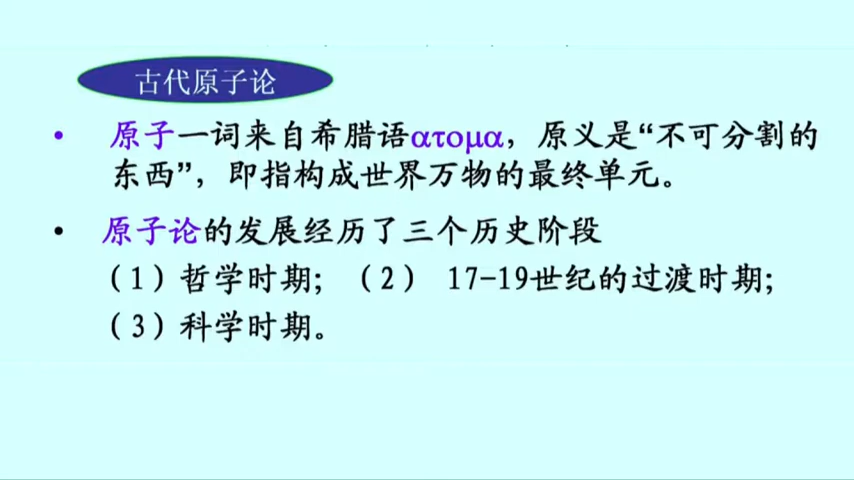 古代原子论
• 原子一词来自希腊语ατομα，原义是“不可分割的
东西”，即指构成世界万物的最终单元。
• 原子论的发展经历了三个历史阶段
（1）哲学时期；（2） 17-19世纪的过渡时期；
（3）科学时期。